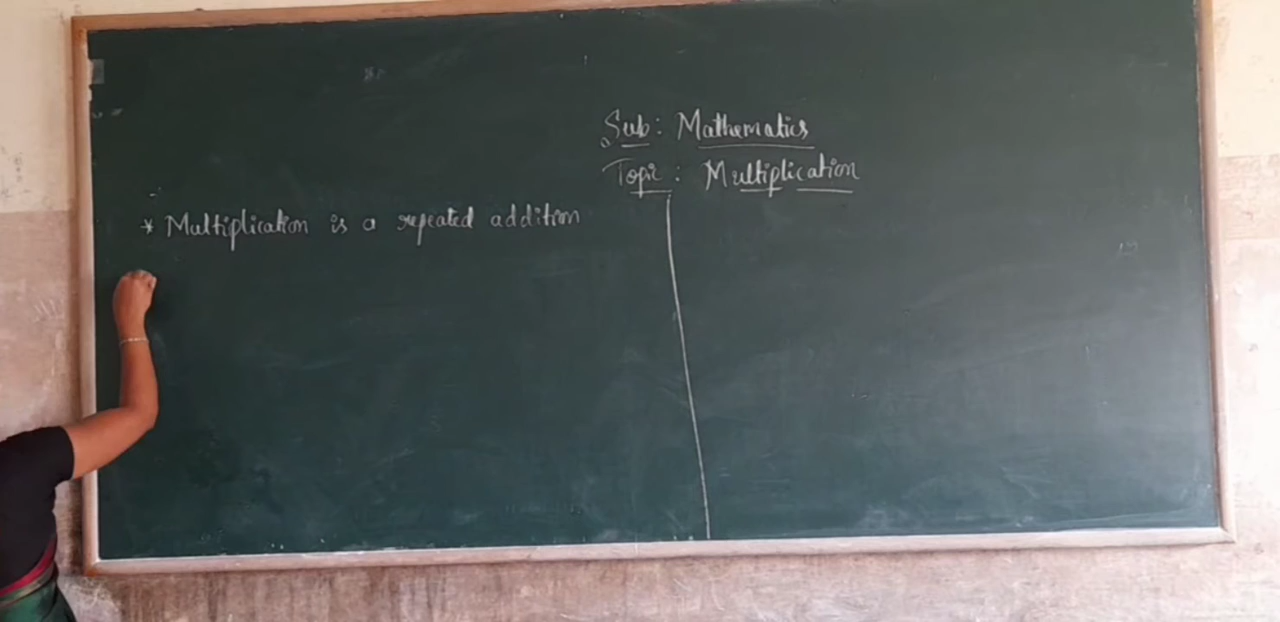 Sub: Mathematics
Topic: Multiplication
* Multiplication is a repeated addition